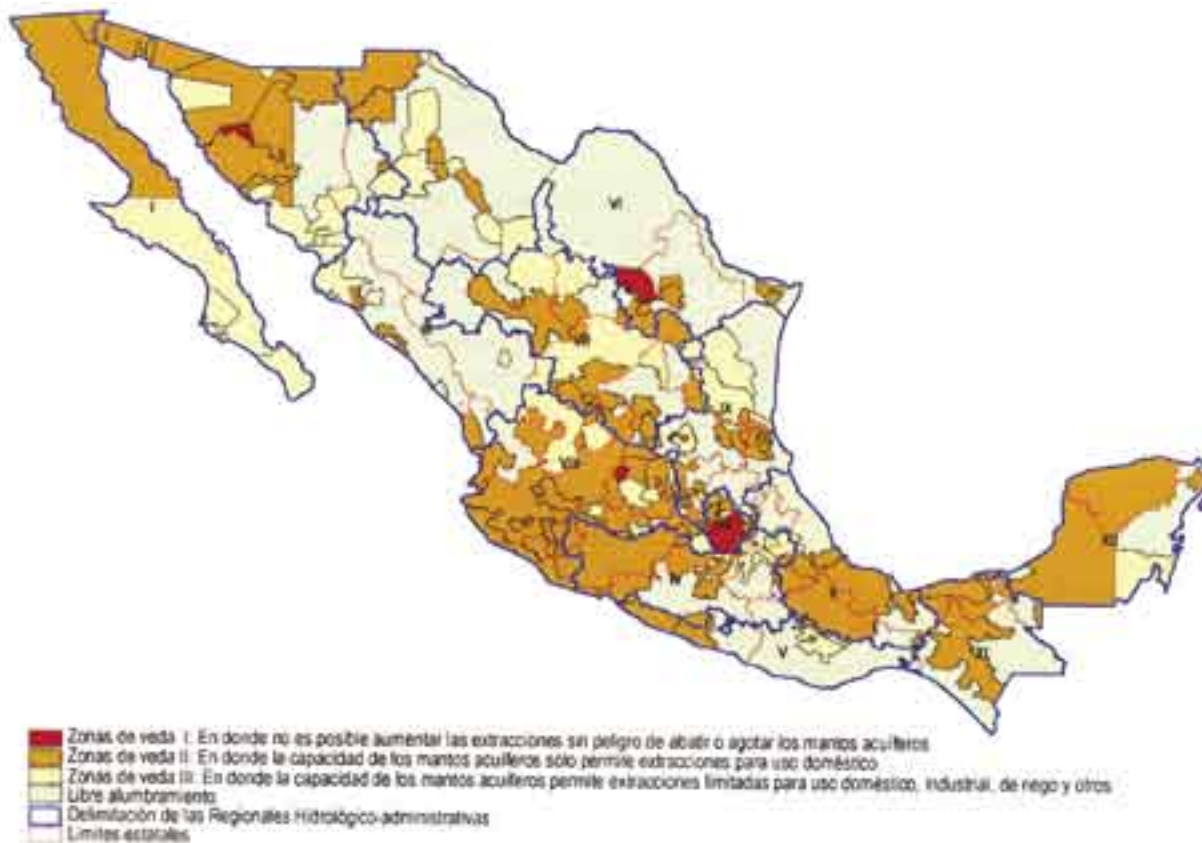 VI
I
IX
IV
V
Zonas de veda I: En donde no es posible aumentar las extracciones sin peligro de abatir o agotar los mantos acuíferos
Zonas de veda II: En donde la capacidad de los mantos acuíferos sólo permite extracciones para uso doméstico
Zonas de veda III: En donde la capacidad de los mantos acuíferos permite extracciones limitadas para uso doméstico, industrial, de riego y otros
Libre alumbramiento
Delimitación de las Regionales Hidrológico-administrativas
Límites estatales